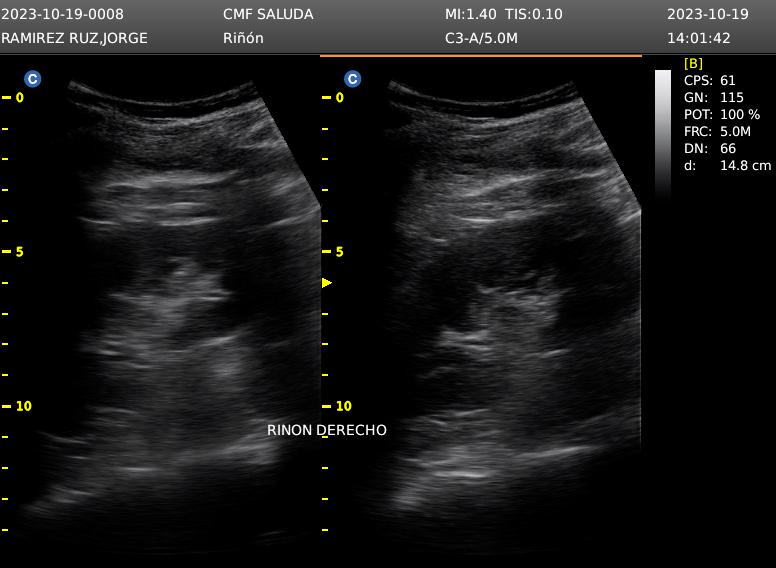 2023-10-19-0008 CMF SALUDA MI:1.40 TIS:0.10 2023-10-19
RAMIREZ RUZ,JORGE Riñón C3-A/5.0M 14:01:42
C C [B]
0 0 CPS: 61
GN: 115
POT: 100 %
FRC: 5.0M
DN: 66
d: 14.8 cm
5 5
10 10
RINON DERECHO